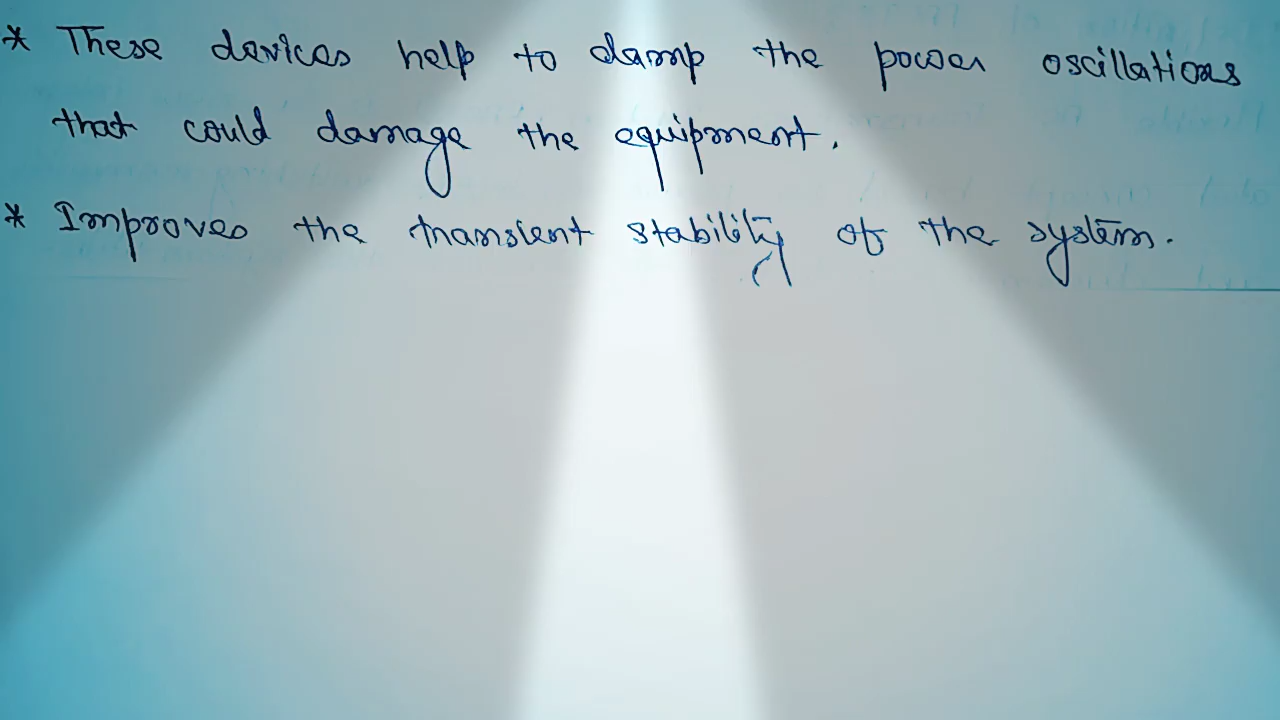 * These devices help to damp the power oscillations
that could damage the equipment.
* Improves the transient stability of the system.